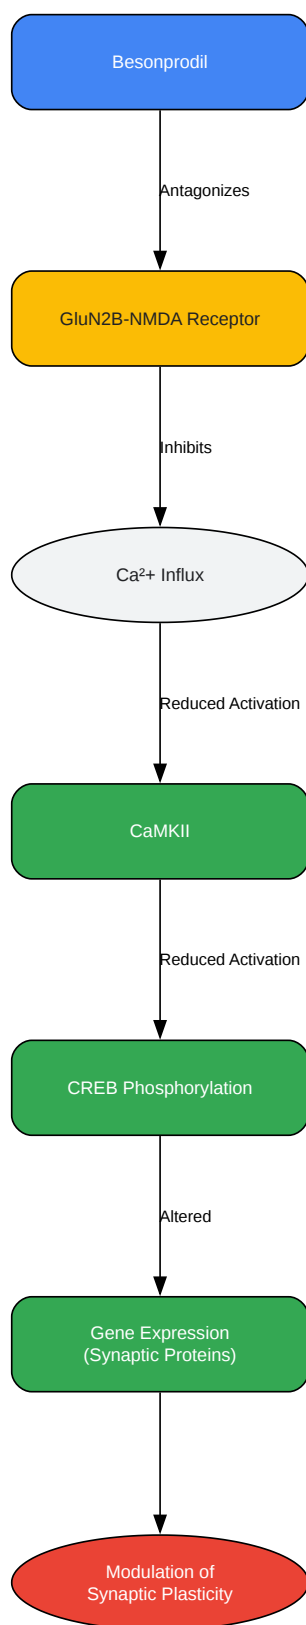 Besonprodil
Antagonizes
GluN2B-NMDA Receptor
Inhibits
Ca²+ Influx
Reduced Activation
CaMKII
Reduced Activation
CREB Phosphorylation
Altered
Gene Expression
(Synaptic Proteins)
Modulation of
Synaptic Plasticity